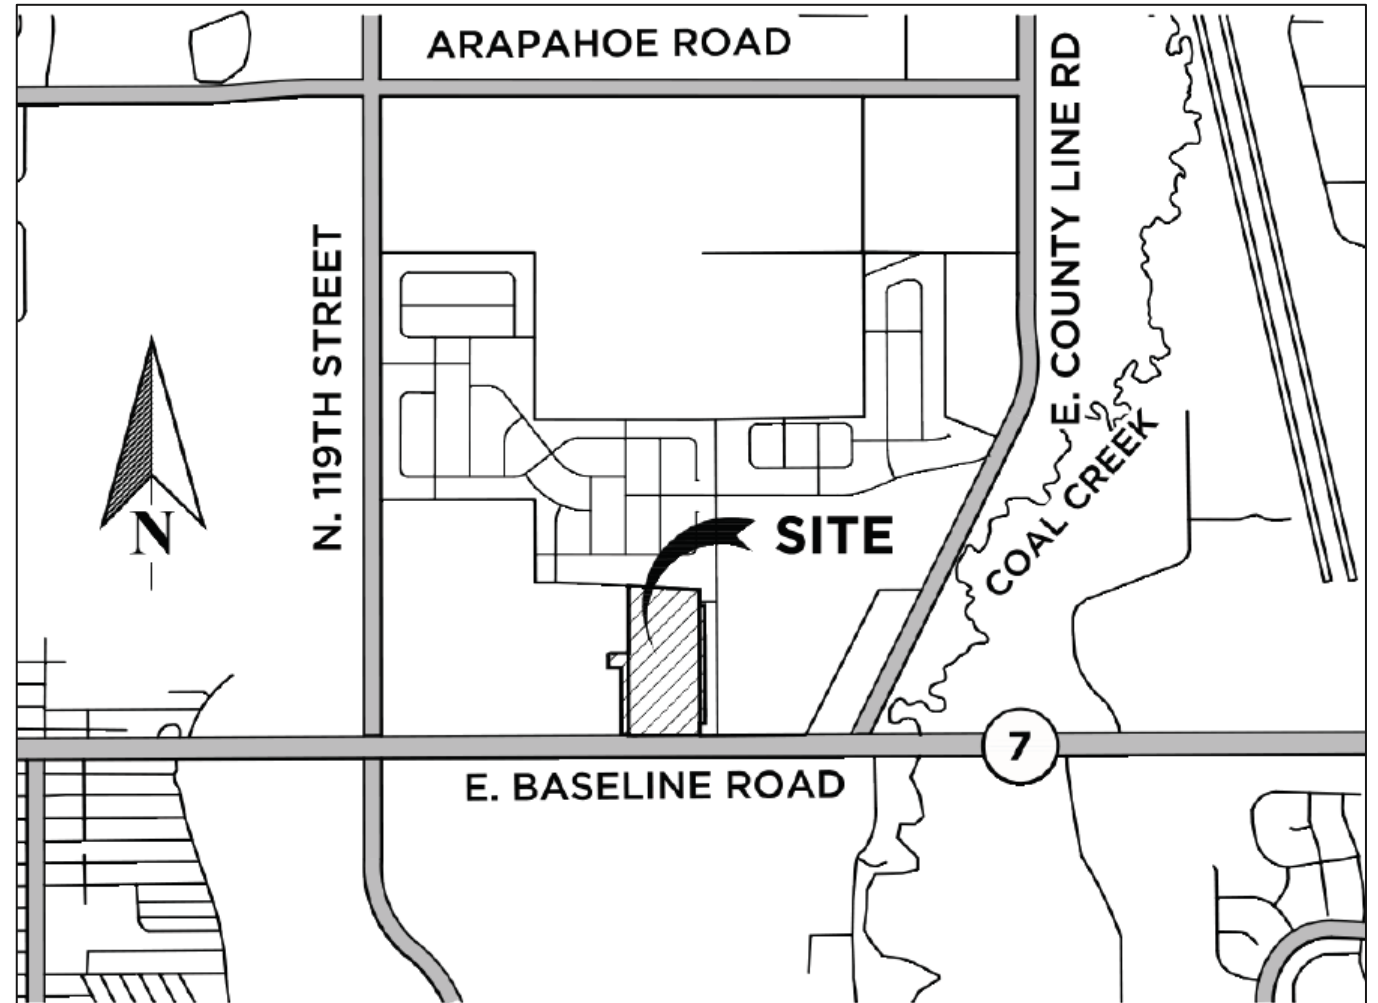 ARAPAHOE ROAD
E. COUNTY LINE RD
N. 119TH STREET
COAL CREEK
N
SITE
7
E. BASELINE ROAD